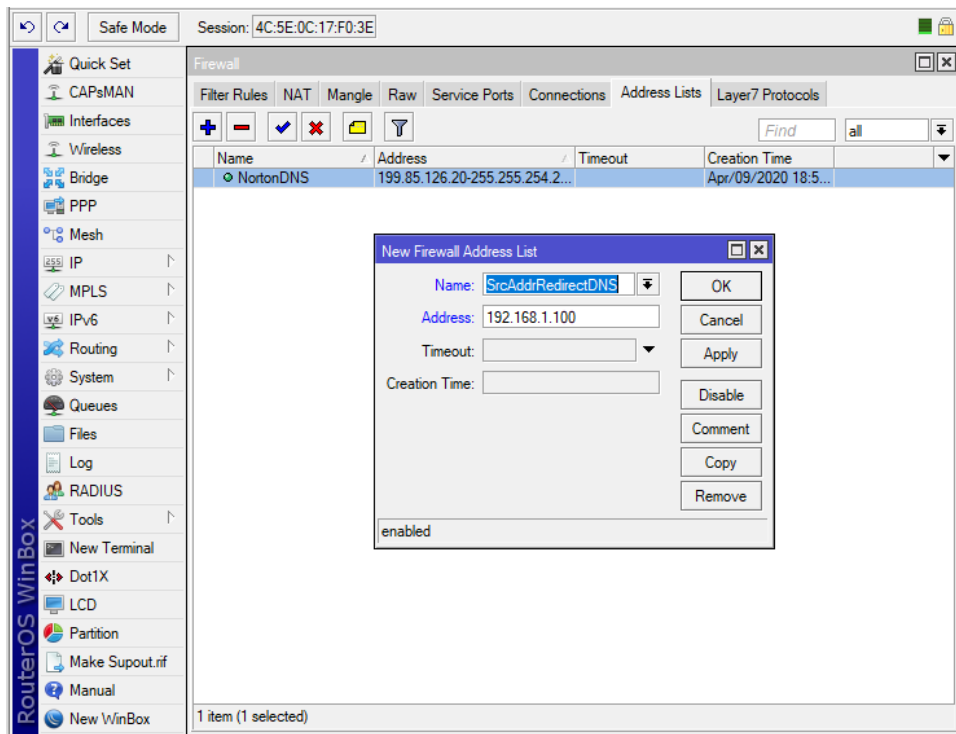 Safe Mode Session: 4C:5E:0C:17:F0:3E
Quick Set
CAPsMAN
Interfaces
Wireless
Bridge
PPP
Mesh
IP
MPLS
IPv6
Routing
System
Queues
Files
Log
RADIUS
Tools
New Terminal
Dot1X
LCD
Partition
Make Supout.rif
Manual
New WinBox
RouterOS WinBox
Firewall
Filter Rules NAT Mangle Raw Service Ports Connections Address Lists Layer7 Protocols
Find all
Name Address Timeout Creation Time
NortonDNS 199.85.126.20-255.255.254.2... Apr/09/2020 18:5...
New Firewall Address List
Name: SrcAddrRedirectDNS OK
Address: 192.168.1.100 Cancel
Timeout: Apply
Creation Time:
Disable
Comment
Copy
Remove
enabled
1 item (1 selected)